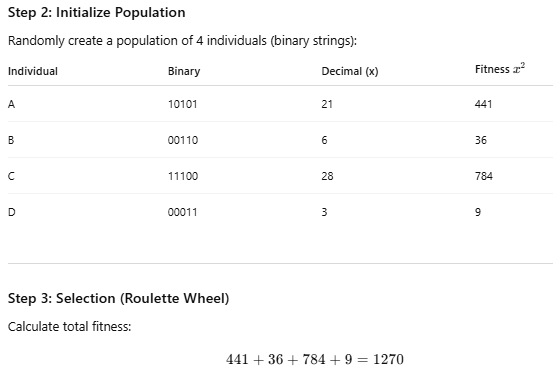 Step 2: Initialize Population
Randomly create a population of 4 individuals (binary strings):
Individual Binary Decimal (x) Fitness x²
A 10101 21 441
B 00110 6 36
C 11100 28 784
D 00011 3 9
Step 3: Selection (Roulette Wheel)
Calculate total fitness:
441 + 36 + 784 + 9 = 1270